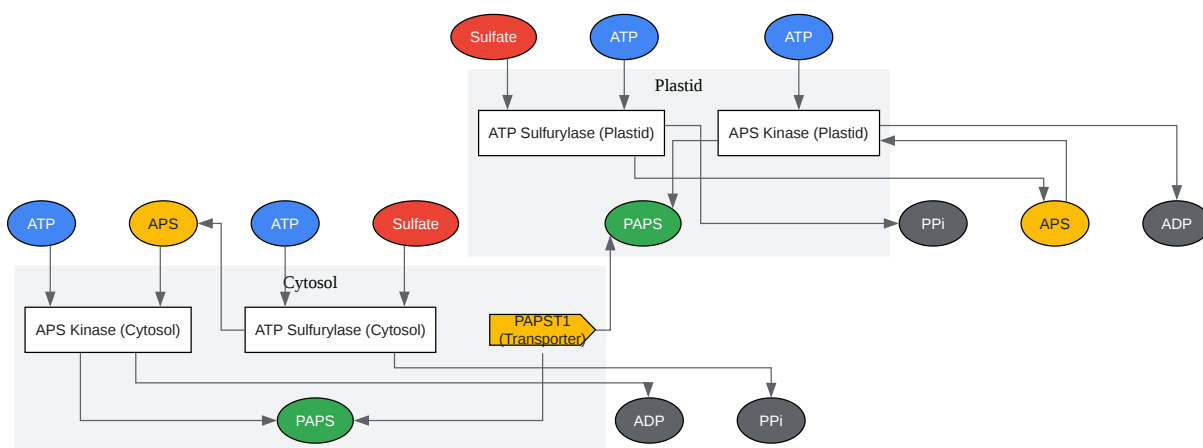 Sulfate
ATP
ATP
Plastid
ATP Sulfurylase (Plastid)
APS Kinase (Plastid)
ATP
APS
ATP
Sulfate
PAPS
PPi
APS
ADP
Cytosol
APS Kinase (Cytosol)
ATP Sulfurylase (Cytosol)
PAPST1
(Transporter)
PAPS
ADP
PPi